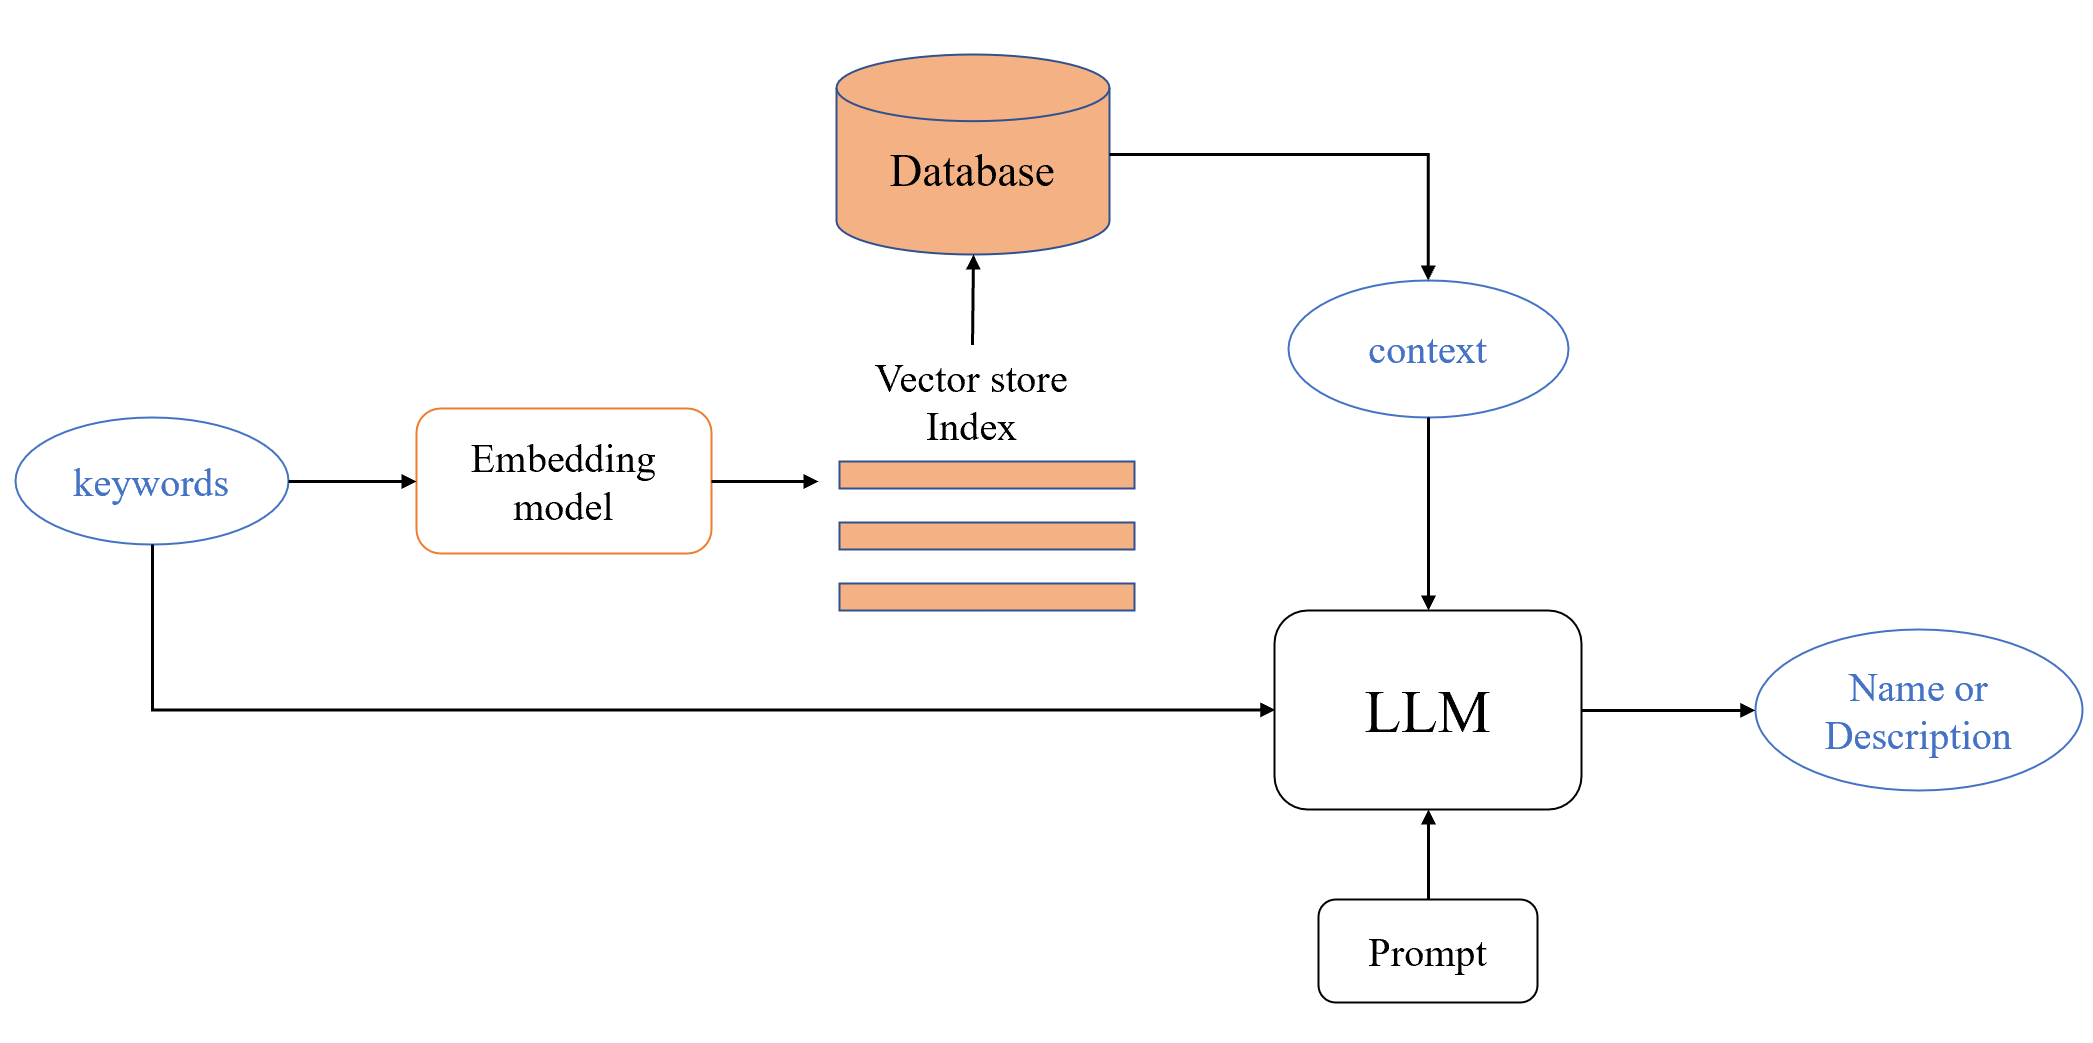 Database
context
Vector store
Index
keywords
Embedding
model
LLM
Name or
Description
Prompt